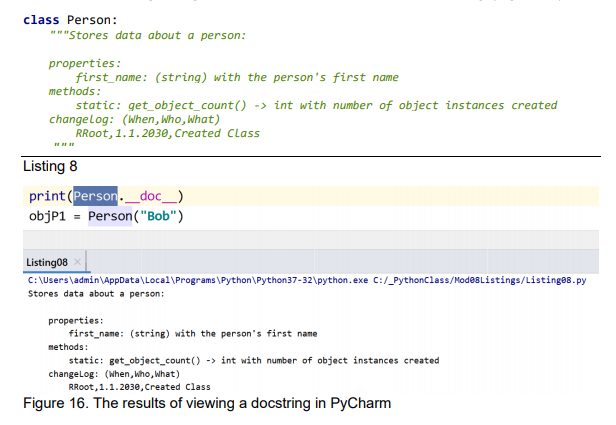 class Person:
"""Stores data about a person:
properties:
first_name: (string) with the person's first name
methods:
static: get_object_count() -> int with number of object instances created
changelog: (When,Who,What)
RRoot,1.1.2030,Created Class
"""
Listing 8
print(Person.__doc__)
objP1 = Person("Bob")
Listing08 ×
C:\Users\admin\AppData\Local\Programs\Python\Python37-32\python.exe C:/_PythonClass/Mod08Listings/Listing08.py
Stores data about a person:
properties:
first_name: (string) with the person's first name
methods:
static: get_object_count() -> int with number of object instances created
changelog: (When,Who,What)
RRoot,1.1.2030,Created Class
Figure 16. The results of viewing a docstring in PyCharm